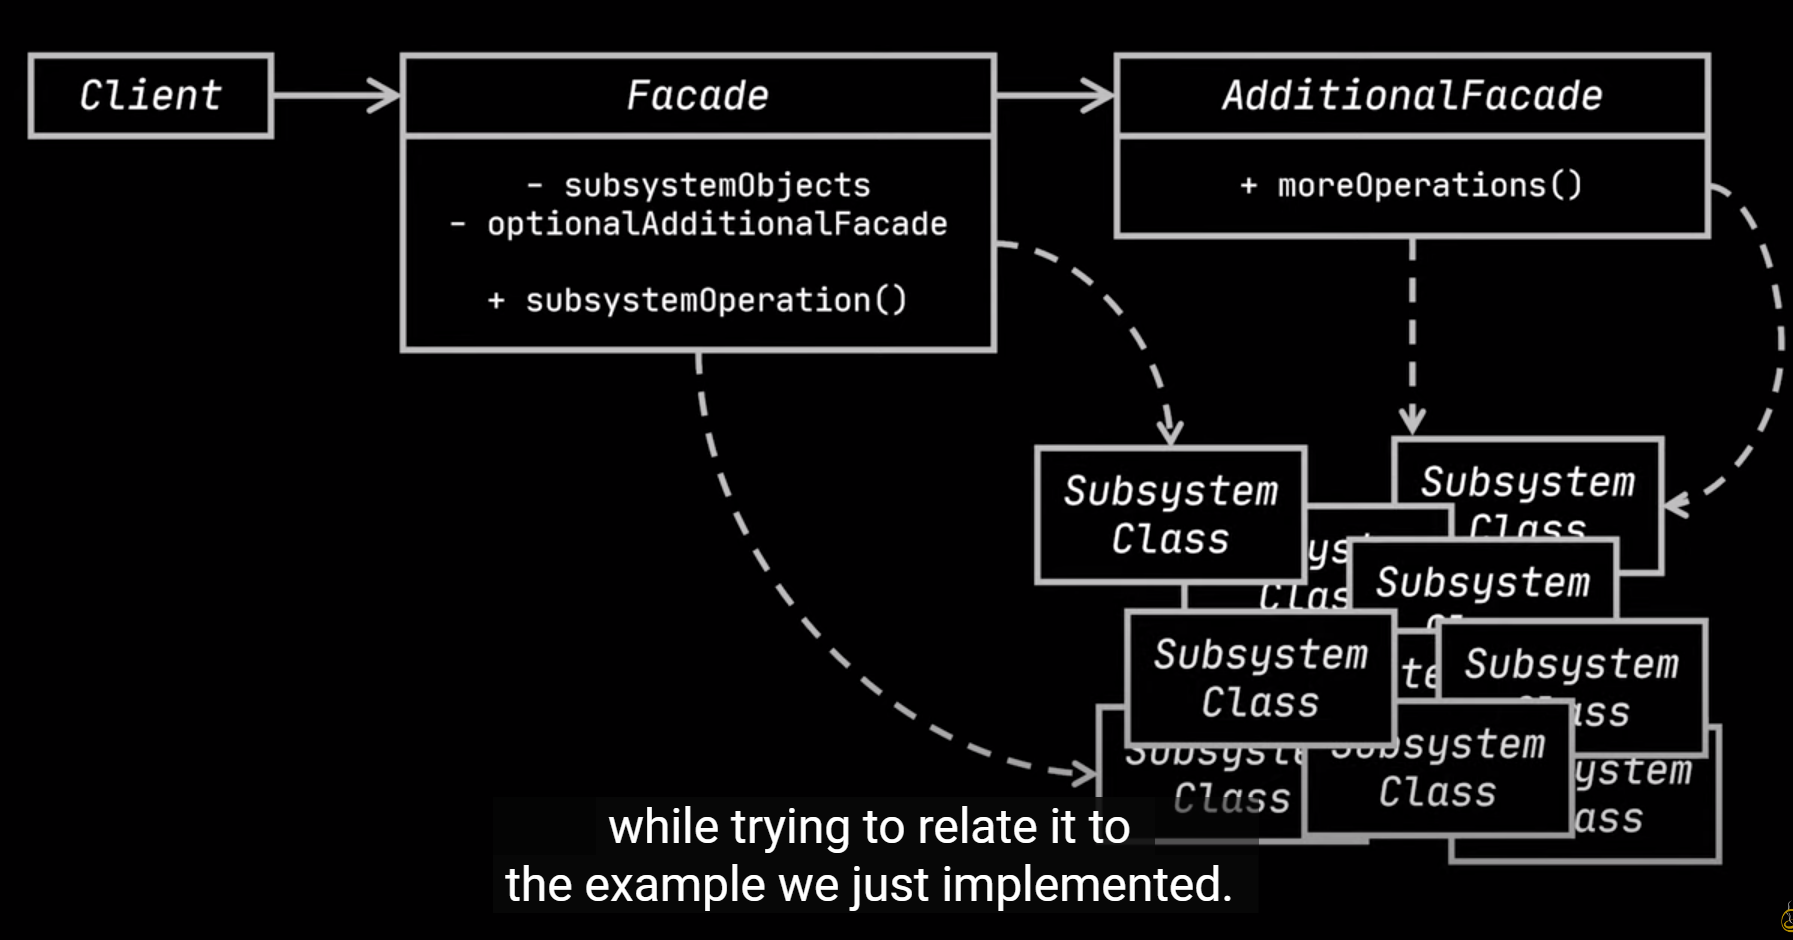 Client
Facade
AdditionalFacade
- subsystemObjects
- optionalAdditionalFacade
+ subsystemOperation()
+ moreOperations()
Subsystem
Class
Subsystem
Class
Subsystem
Subsystem
Class
Subsystem
Subsystem
Class
Class
while trying to relate it to
the example we just implemented.